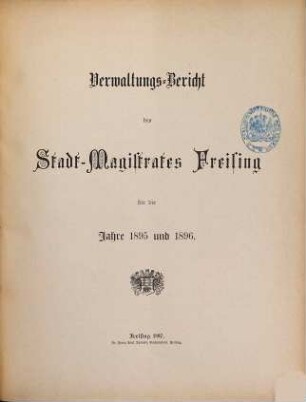 Verwaltungs-Bericht
des
Stadt-Magistrates Freising
für die
Jahre 1895 und 1896.
Freising 1897.